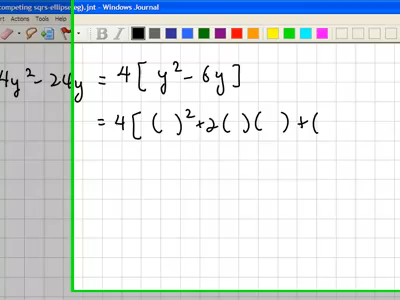 competing sqrs-ellipse(eg).jnt - Windows Journal
Actions Tools Help
B I
4y² - 24y = 4[ y² - 6y ]
= 4[ ( )² + 2( )( ) + (